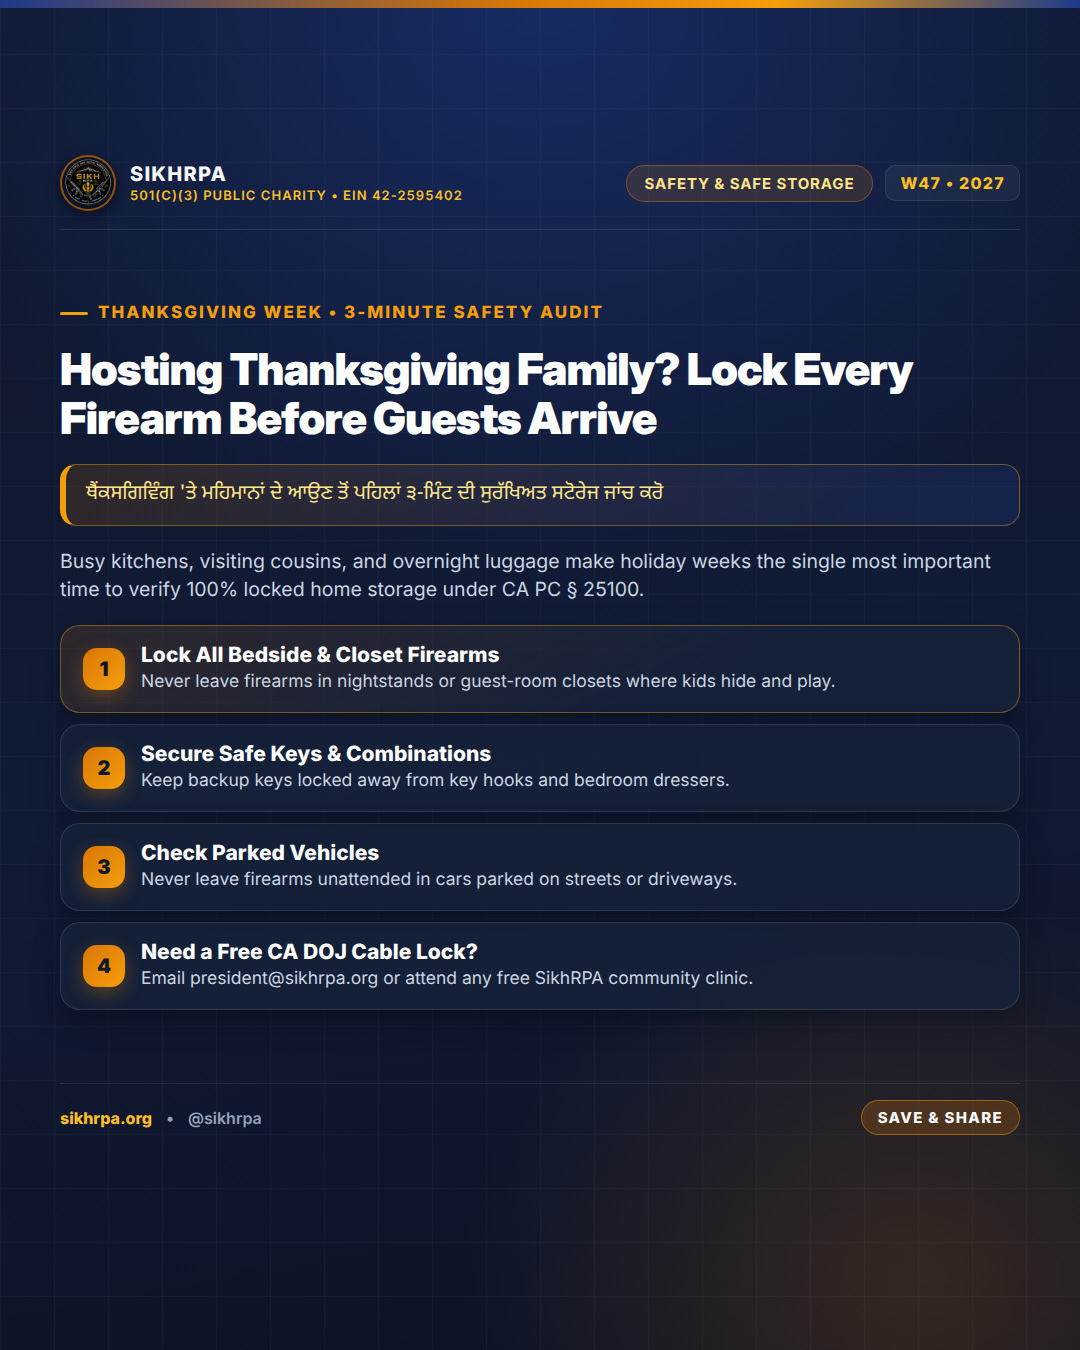 SIKH
SIKHRPA
501(C)(3) PUBLIC CHARITY • EIN 42-2595402
SAFETY & SAFE STORAGE
W47 • 2027
THANKSGIVING WEEK • 3-MINUTE SAFETY AUDIT
Hosting Thanksgiving Family? Lock Every
Firearm Before Guests Arrive
ਥੈਂਕਸਗਿਵਿੰਗ 'ਤੇ ਮਹਿਮਾਨਾਂ ਦੇ ਆਉਣ ਤੋਂ ਪਹਿਲਾਂ ੩-ਮਿੰਟ ਦੀ ਸੁਰੱਖਿਅਤ ਸਟੋਰੇਜ ਜਾਂਚ ਕਰੋ
Busy kitchens, visiting cousins, and overnight luggage make holiday weeks the single most important
time to verify 100% locked home storage under CA PC § 25100.
1
Lock All Bedside & Closet Firearms
Never leave firearms in nightstands or guest-room closets where kids hide and play.
2
Secure Safe Keys & Combinations
Keep backup keys locked away from key hooks and bedroom dressers.
3
Check Parked Vehicles
Never leave firearms unattended in cars parked on streets or driveways.
4
Need a Free CA DOJ Cable Lock?
Email president@sikhrpa.org or attend any free SikhRPA community clinic.
sikhrpa.org • @sikhrpa
SAVE & SHARE